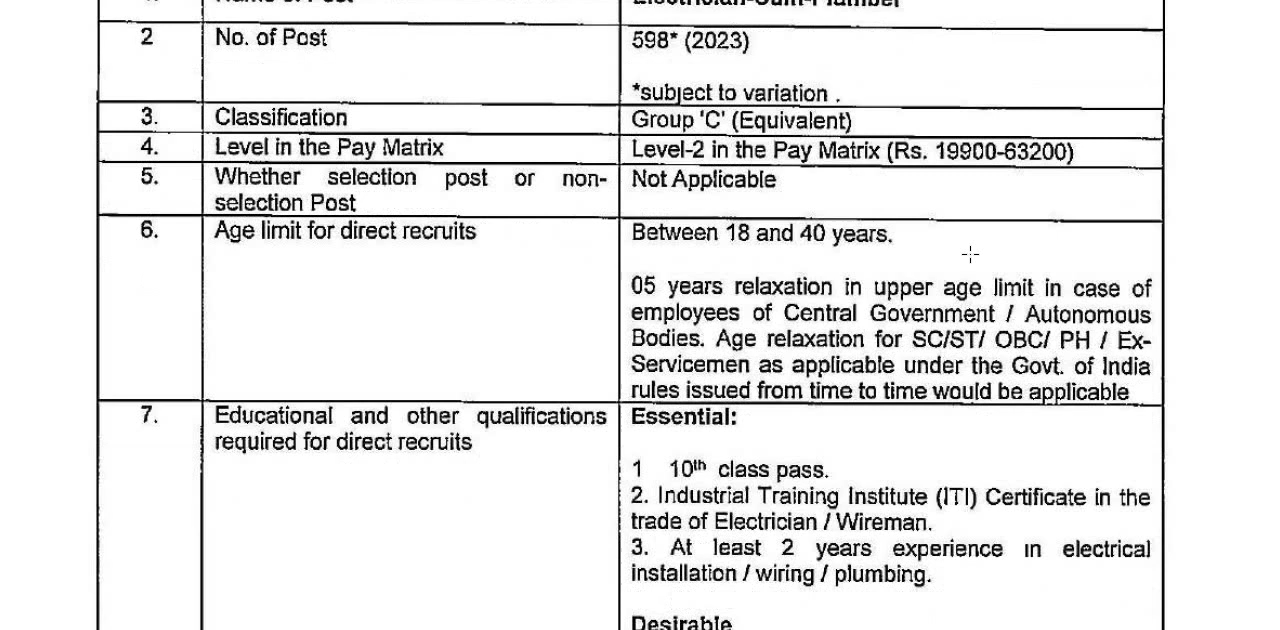 Name of Post
Electrician-Cum-Plumber
2
No. of Post
598* (2023)
*subject to variation .
3.
Classification
Group 'C' (Equivalent)
4.
Level in the Pay Matrix
Level-2 in the Pay Matrix (Rs. 19900-63200)
5.
Whether selection post or non-
selection Post
Not Applicable
6.
Age limit for direct recruits
Between 18 and 40 years.
05 years relaxation in upper age limit in case of
employees of Central Government / Autonomous
Bodies. Age relaxation for SC/ST/ OBC/ PH / Ex-
Servicemen as applicable under the Govt. of India
rules issued from time to time would be applicable
7.
Educational and other qualifications
required for direct recruits
Essential:
1 10th class pass.
2. Industrial Training Institute (ITI) Certificate in the
trade of Electrician / Wireman.
3. At least 2 years experience in electrical
installation / wiring / plumbing.
Desirable